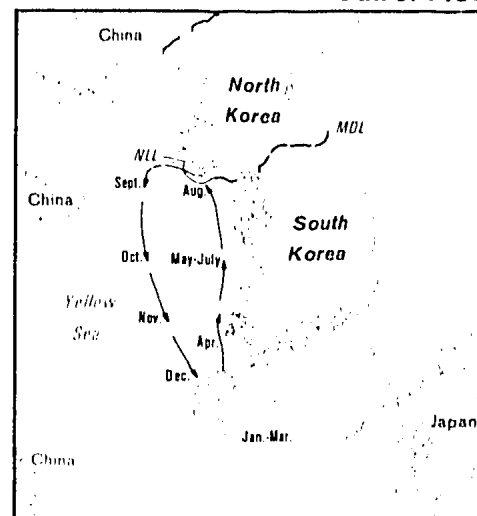 China
North
Korea
MDL
NLL
Sept.
Aug.
China
South
Korea
Oct.
May-July
Yellow
Sea
Nov.
Apr.
Dec.
Jan.-Mar.
Japan
China